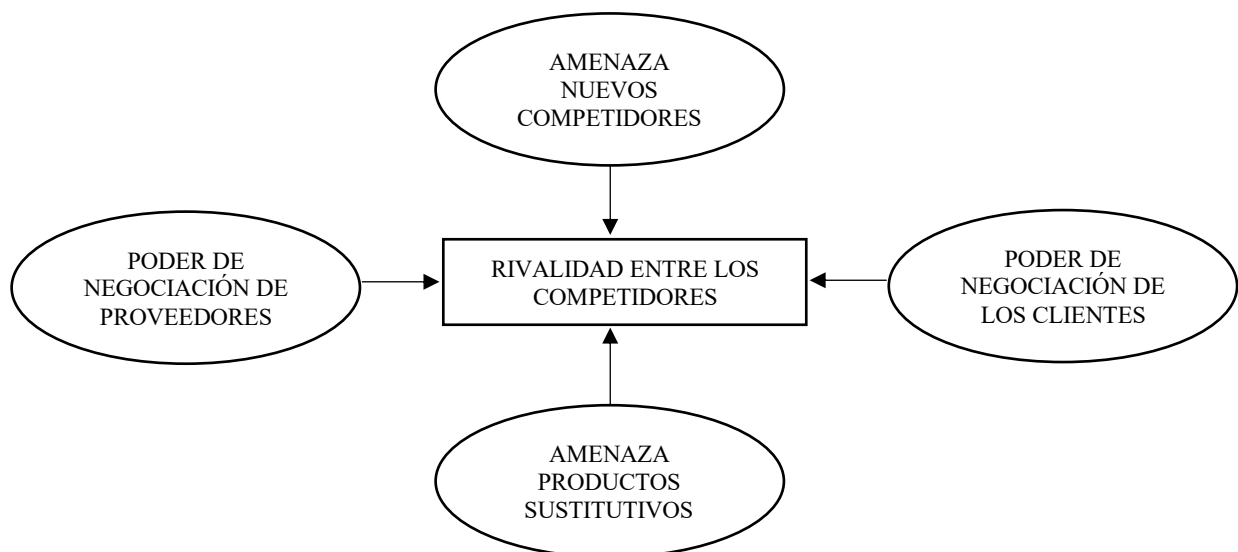 AMENAZA
NUEVOS
COMPETIDORES
PODER DE
NEGOCIACIÓN DE
PROVEEDORES
RIVALIDAD ENTRE LOS
COMPETIDORES
PODER DE
NEGOCIACIÓN DE
LOS CLIENTES
AMENAZA
PRODUCTOS
SUSTITUTIVOS